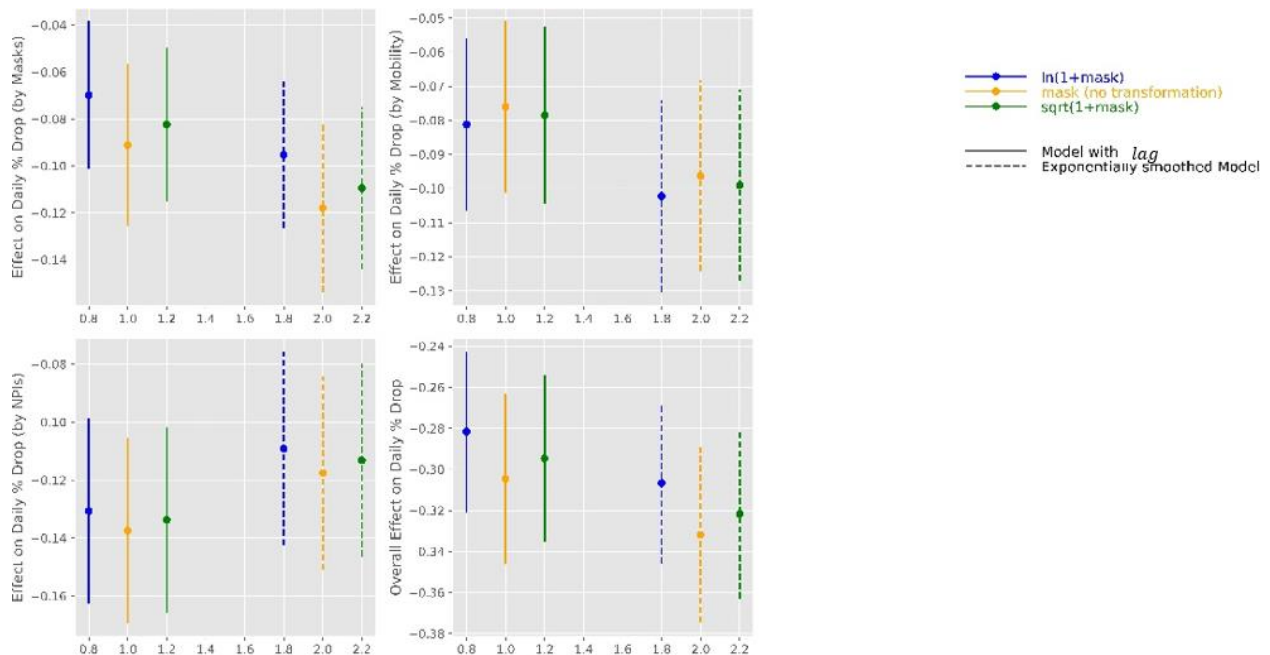 Effect on Daily % Drop (by Masks)
−0.04
−0.06
−0.08
−0.10
−0.12
−0.14
0.8 1.0 1.2 1.4 1.6 1.8 2.0 2.2
Effect on Daily % Drop (by Mobility)
−0.05
−0.06
−0.07
−0.08
−0.09
−0.10
−0.11
−0.12
−0.13
0.8 1.0 1.2 1.4 1.6 1.8 2.0 2.2
ln(1+mask)
mask (no transformation)
sqrt(1+mask)
Model with lag
Exponentially smoothed Model
Effect on Daily % Drop (by NPIs)
−0.08
−0.10
−0.12
−0.14
−0.16
0.8 1.0 1.2 1.4 1.6 1.8 2.0 2.2
Overall Effect on Daily % Drop
−0.24
−0.26
−0.28
−0.30
−0.32
−0.34
−0.36
−0.38
0.8 1.0 1.2 1.4 1.6 1.8 2.0 2.2